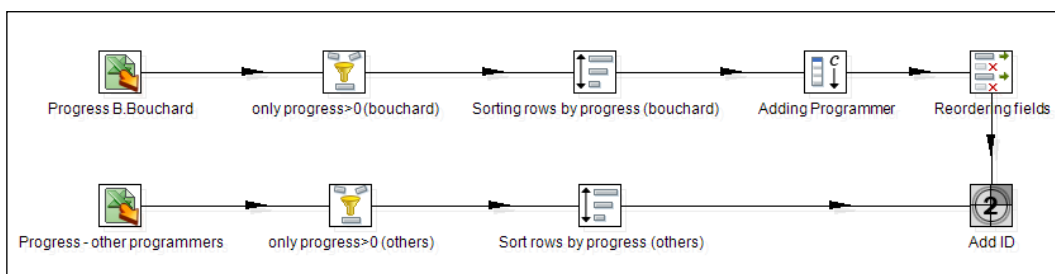 C
Progress B.Bouchard
only progress>0 (bouchard)
Sorting rows by progress (bouchard)
Adding Programmer
Reordering fields
2
Progress - other programmers
only progress>0 (others)
Sort rows by progress (others)
Add ID